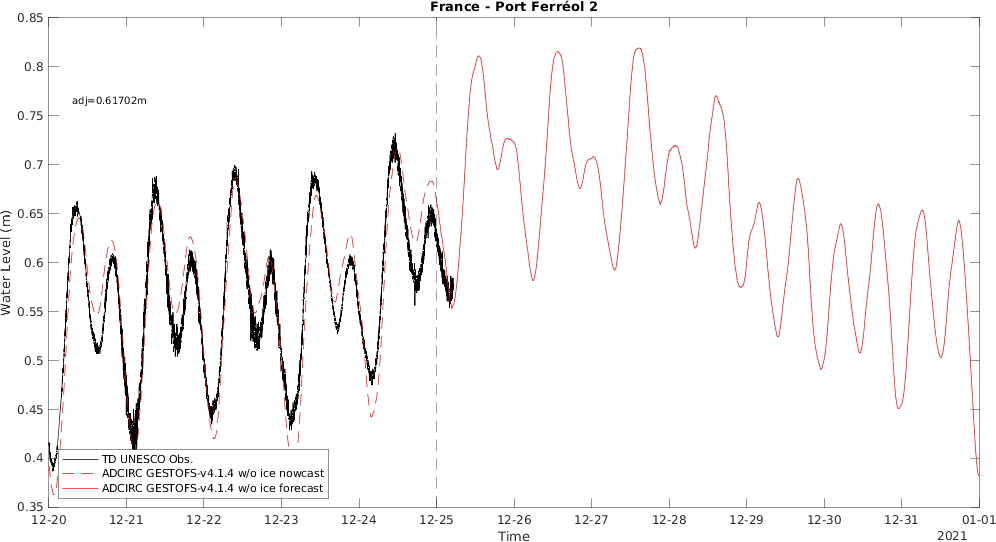 France - Port Ferréol 2
0.85
0.8
0.75
0.7
0.65
0.6
0.55
0.5
0.45
0.4
0.35
Water Level (m)
adj=0.61702m
TD UNESCO Obs.
ADCIRC GESTOFS-v4.1.4 w/o ice nowcast
ADCIRC GESTOFS-v4.1.4 w/o ice forecast
12-20 12-21 12-22 12-23 12-24 12-25 12-26 12-27 12-28 12-29 12-30 12-31 01-01
Time
2021